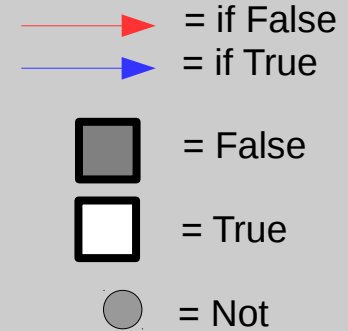 = if False
= if True
= False
= True
= Not